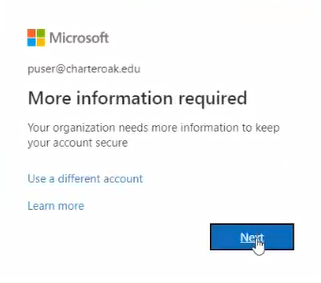 Microsoft
puser@charteroak.edu
More information required
Your organization needs more information to keep
your account secure
Use a different account
Learn more
Next